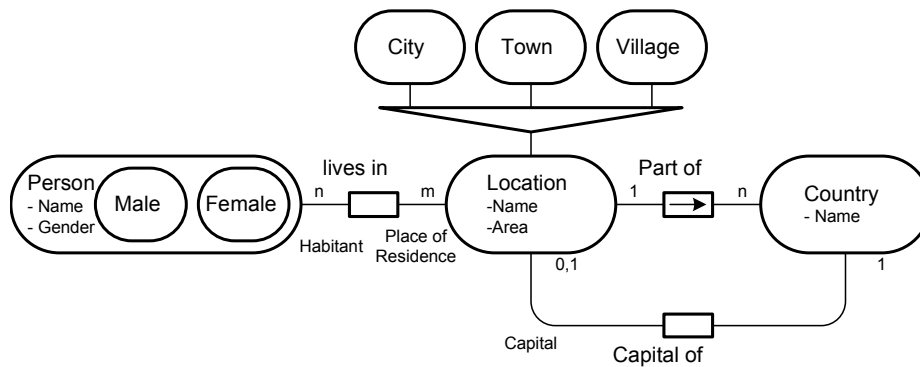 City
Town
Village
lives in
Part of
Person
- Name
- Gender
Male
Female
n
m
Habitant
Place of
Residence
Location
-Name
-Area
1
n
Country
- Name
0,1
1
Capital
Capital of